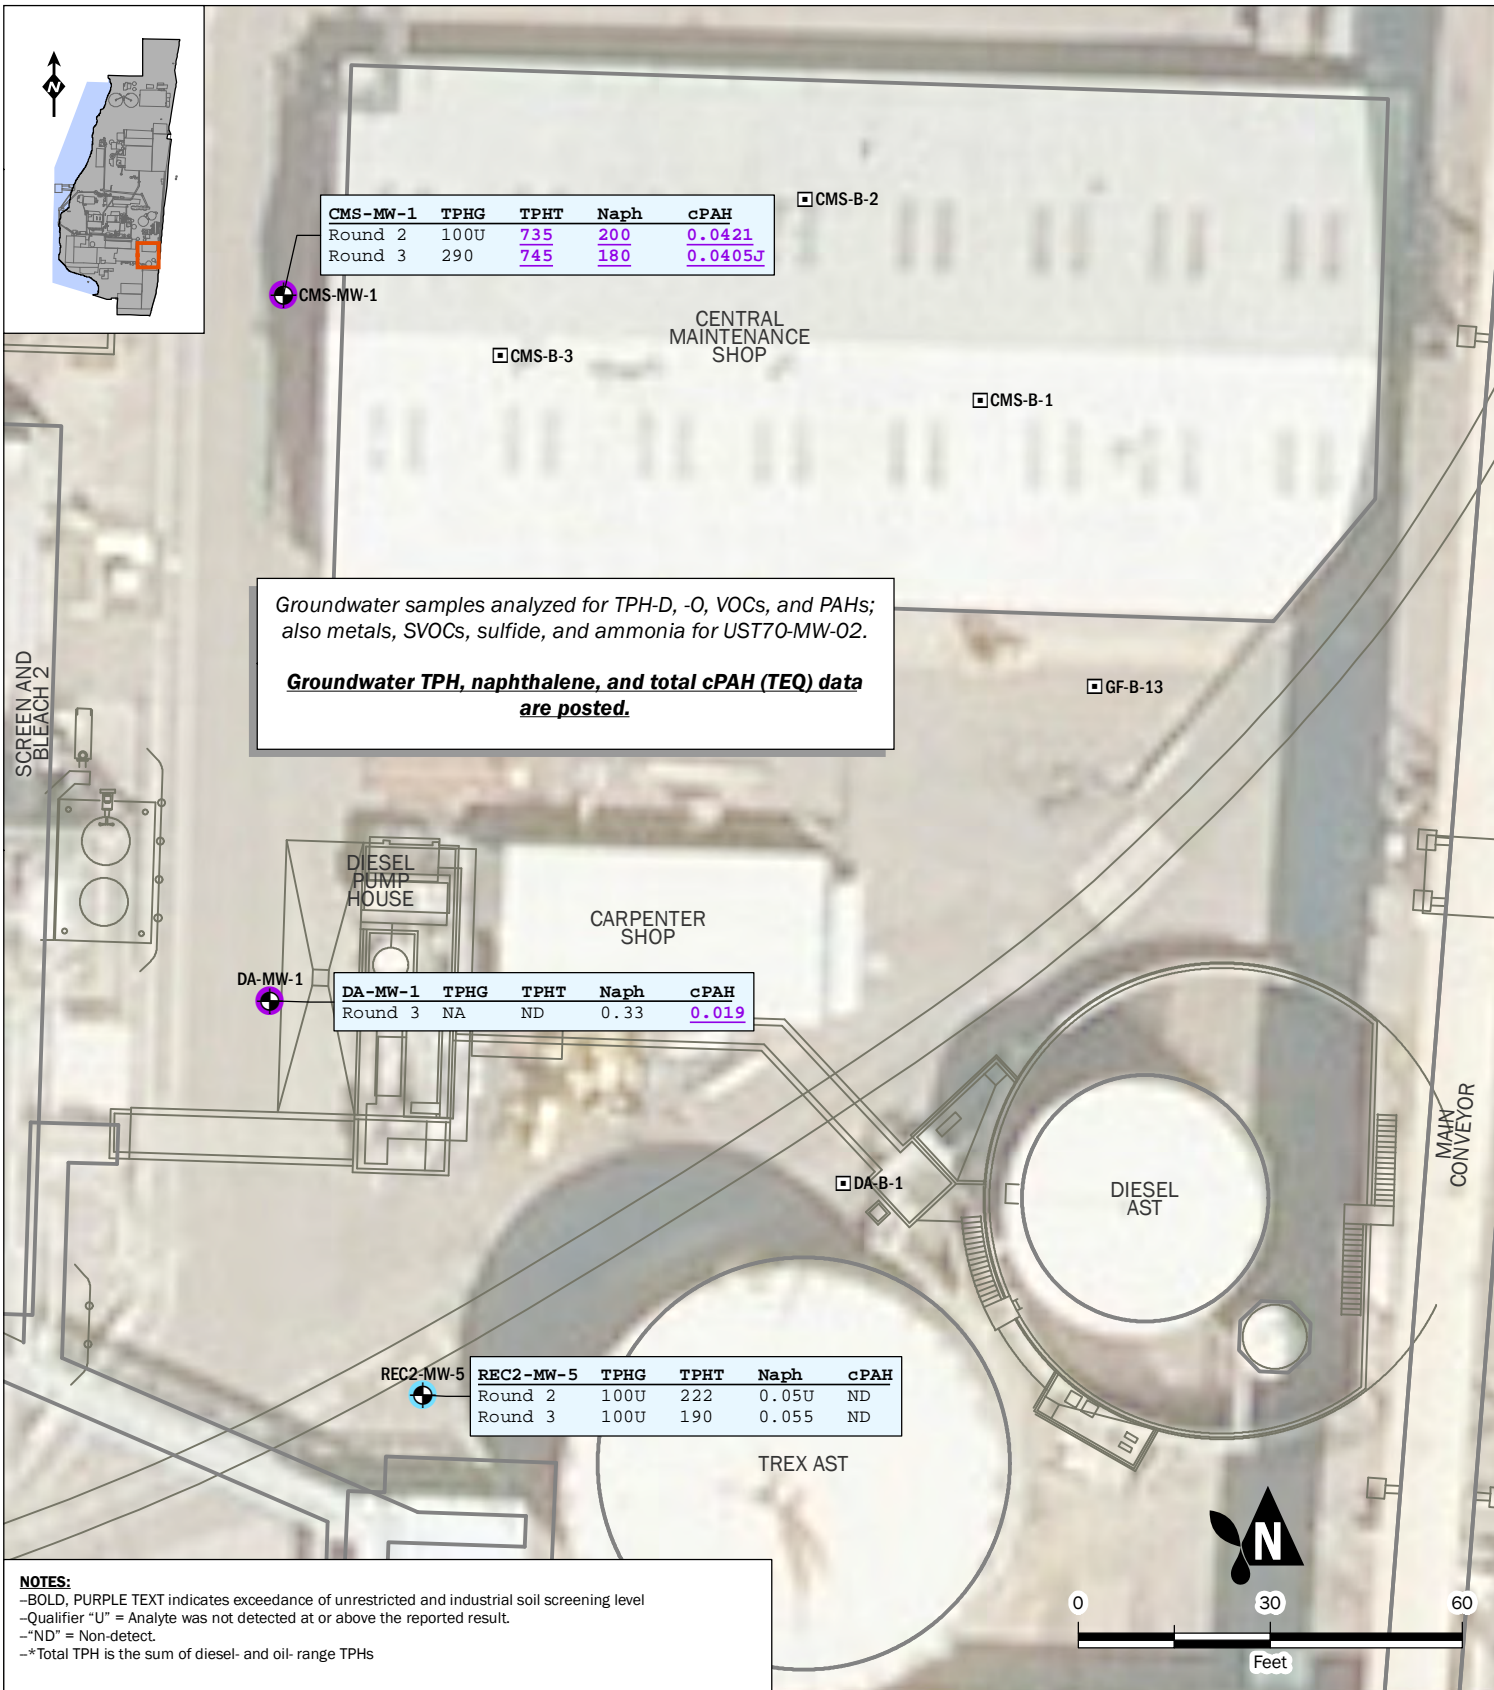 N
CMS-MW-1 TPHG TPHT Naph cPAH
Round 2 100U 735 200 0.0421
Round 3 290 745 180 0.0405J
CMS-MW-1
CMS-B-2
CENTRAL
MAINTENANCE
SHOP
CMS-B-3
CMS-B-1
Groundwater samples analyzed for TPH-D, -O, VOCs, and PAHs;
also metals, SVOCs, sulfide, and ammonia for UST70-MW-02.
Groundwater TPH, naphthalene, and total cPAH (TEQ) data
are posted.
SCREEN AND
BLEACH 2
GF-B-13
DIESEL
PUMP
HOUSE
CARPENTER
SHOP
DA-MW-1
DA-MW-1 TPHG TPHT Naph cPAH
Round 3 NA ND 0.33 0.019
MAIN
CONVEYOR
DA-B-1
DIESEL
AST
REC2-MW-5
REC2-MW-5 TPHG TPHT Naph cPAH
Round 2 100U 222 0.05U ND
Round 3 100U 190 0.055 ND
TREX AST
N
0 30 60
Feet
NOTES:
–BOLD, PURPLE TEXT indicates exceedance of unrestricted and industrial soil screening level
–Qualifier “U” = Analyte was not detected at or above the reported result.
–“ND” = Non-detect.
–*Total TPH is the sum of diesel- and oil- range TPHs